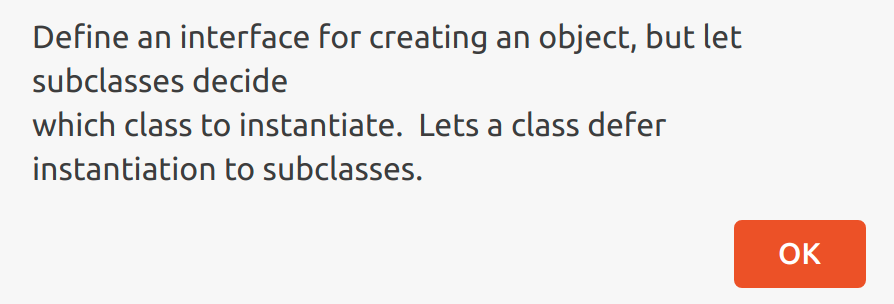 Define an interface for creating an object, but let
subclasses decide
which class to instantiate.  Lets a class defer
instantiation to subclasses.
OK